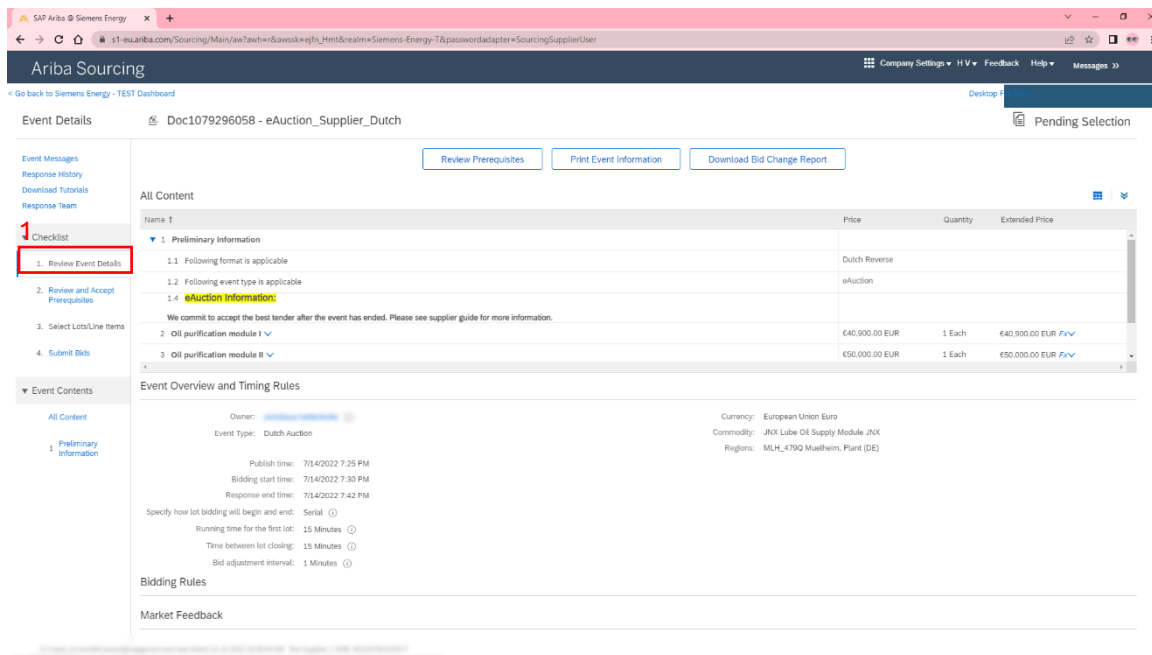 SAP Ariba @ Siemens Energy
s1-eu.ariba.com/Sourcing/Main/aw?awh=r&awssk=ejfn_Hmt&realm=Siemens-Energy-T&passwordadapter=SourcingSupplierUser
Ariba Sourcing
Company Settings H V Feedback Help Messages >>
< Go back to Siemens Energy - TEST Dashboard
Desktop
Event Details
Doc1079296058 - eAuction_Supplier_Dutch
Pending Selection
Event Messages
Response History
Download Tutorials
Response Team
1
Checklist
1. Review Event Details
2. Review and Accept
Prerequisites
3. Select Lots/Line Items
4. Submit Bids
Event Contents
All Content
1 Preliminary
Information
Review Prerequisites Print Event Information Download Bid Change Report
All Content
Name ↑ Price Quantity Extended Price
1 Preliminary Information
1.1 Following format is applicable Dutch Reverse
1.2 Following event type is applicable eAuction
1.4 eAuction Information:
We commit to accept the best tender after the event has ended. Please see supplier guide for more information.
2 Oil purification module I €40,900.00 EUR 1 Each €40,900.00 EUR Fx
3 Oil purification module II €50,000.00 EUR 1 Each €50,000.00 EUR Fx
Event Overview and Timing Rules
Owner:
Event Type: Dutch Auction
Publish time: 7/14/2022 7:25 PM
Bidding start time: 7/14/2022 7:30 PM
Response end time: 7/14/2022 7:42 PM
Specify how lot bidding will begin and end: Serial
Running time for the first lot: 15 Minutes
Time between lot closing: 15 Minutes
Bid adjustment interval: 1 Minutes
Currency: European Union Euro
Commodity: JNX Lube Oil Supply Module JNX
Regions: MLH_479Q Muelheim, Plant (DE)
Bidding Rules
Market Feedback